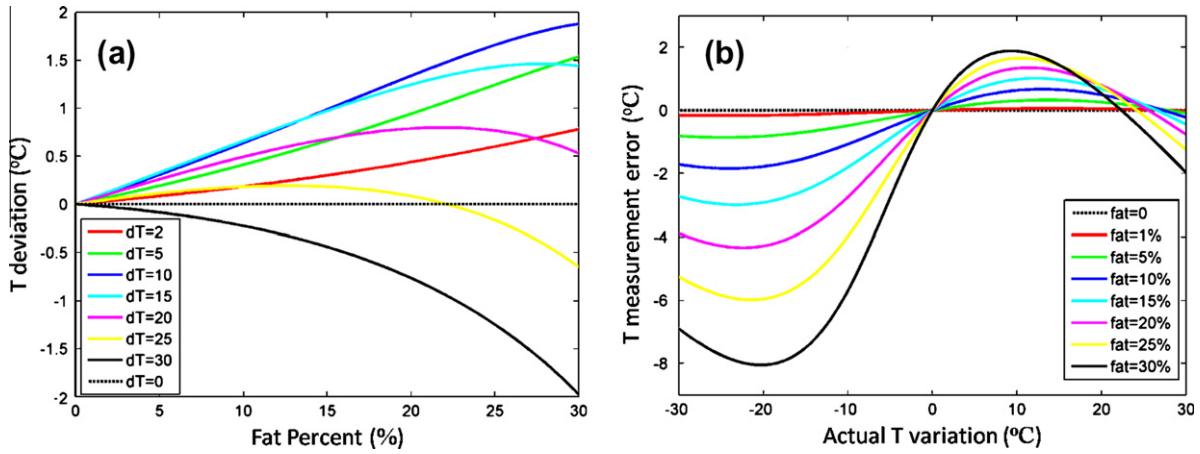 (a)
T deviation (ºC)
2
1.5
1
0.5
0
-0.5
-1
-1.5
-2
dT=2
dT=5
dT=10
dT=15
dT=20
dT=25
dT=30
dT=0
0 5 10 15 20 25 30
Fat Percent (%)
(b)
T measurement error (ºC)
2
0
-2
-4
-6
-8
fat=0
fat=1%
fat=5%
fat=10%
fat=15%
fat=20%
fat=25%
fat=30%
-30 -20 -10 0 10 20 30
Actual T variation (ºC)